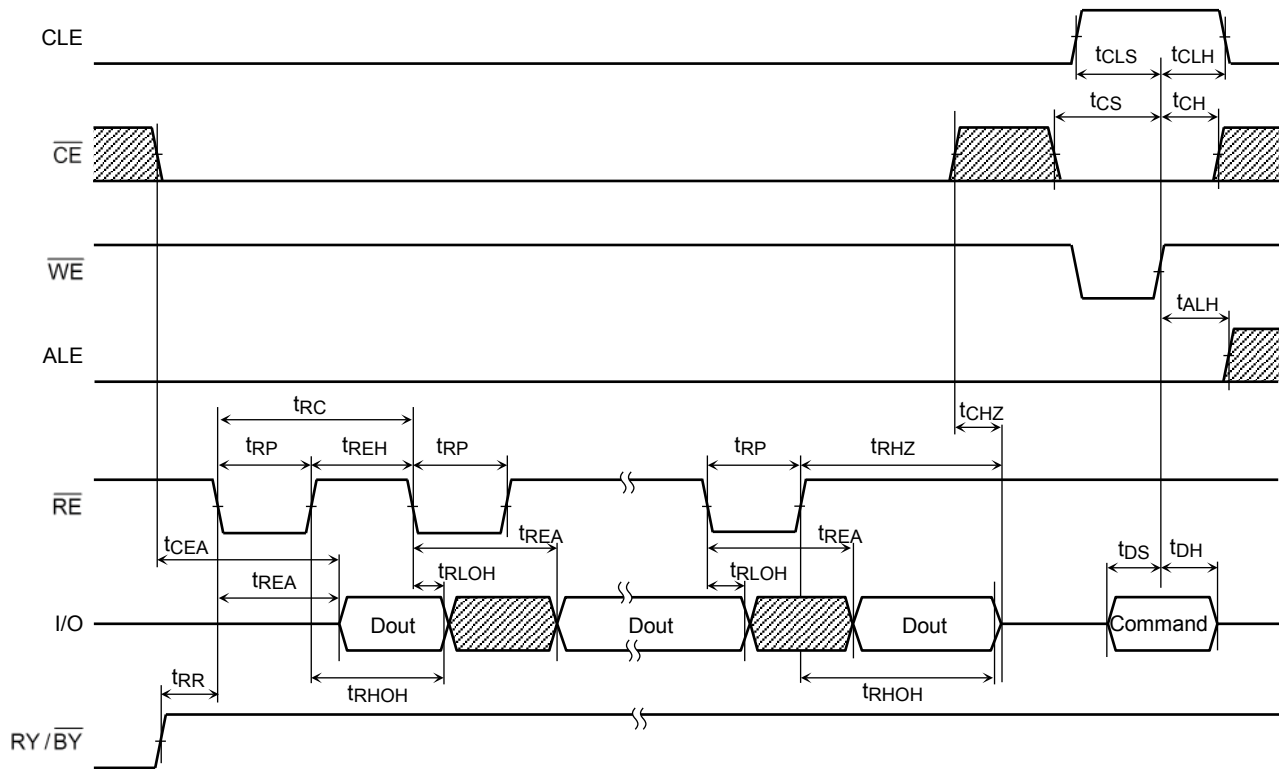 CLE
tCLS tCLH
tCS tCH
CE
WE
tALH
ALE
tRC
tCHZ
tRP tREH tRP tRP tRHZ
RE
tCEA tREA tREA tDS tDH
tREA tRLOH tRLOH
I/O Dout Dout Dout Command
tRR tRHOH tRHOH
RY/BY